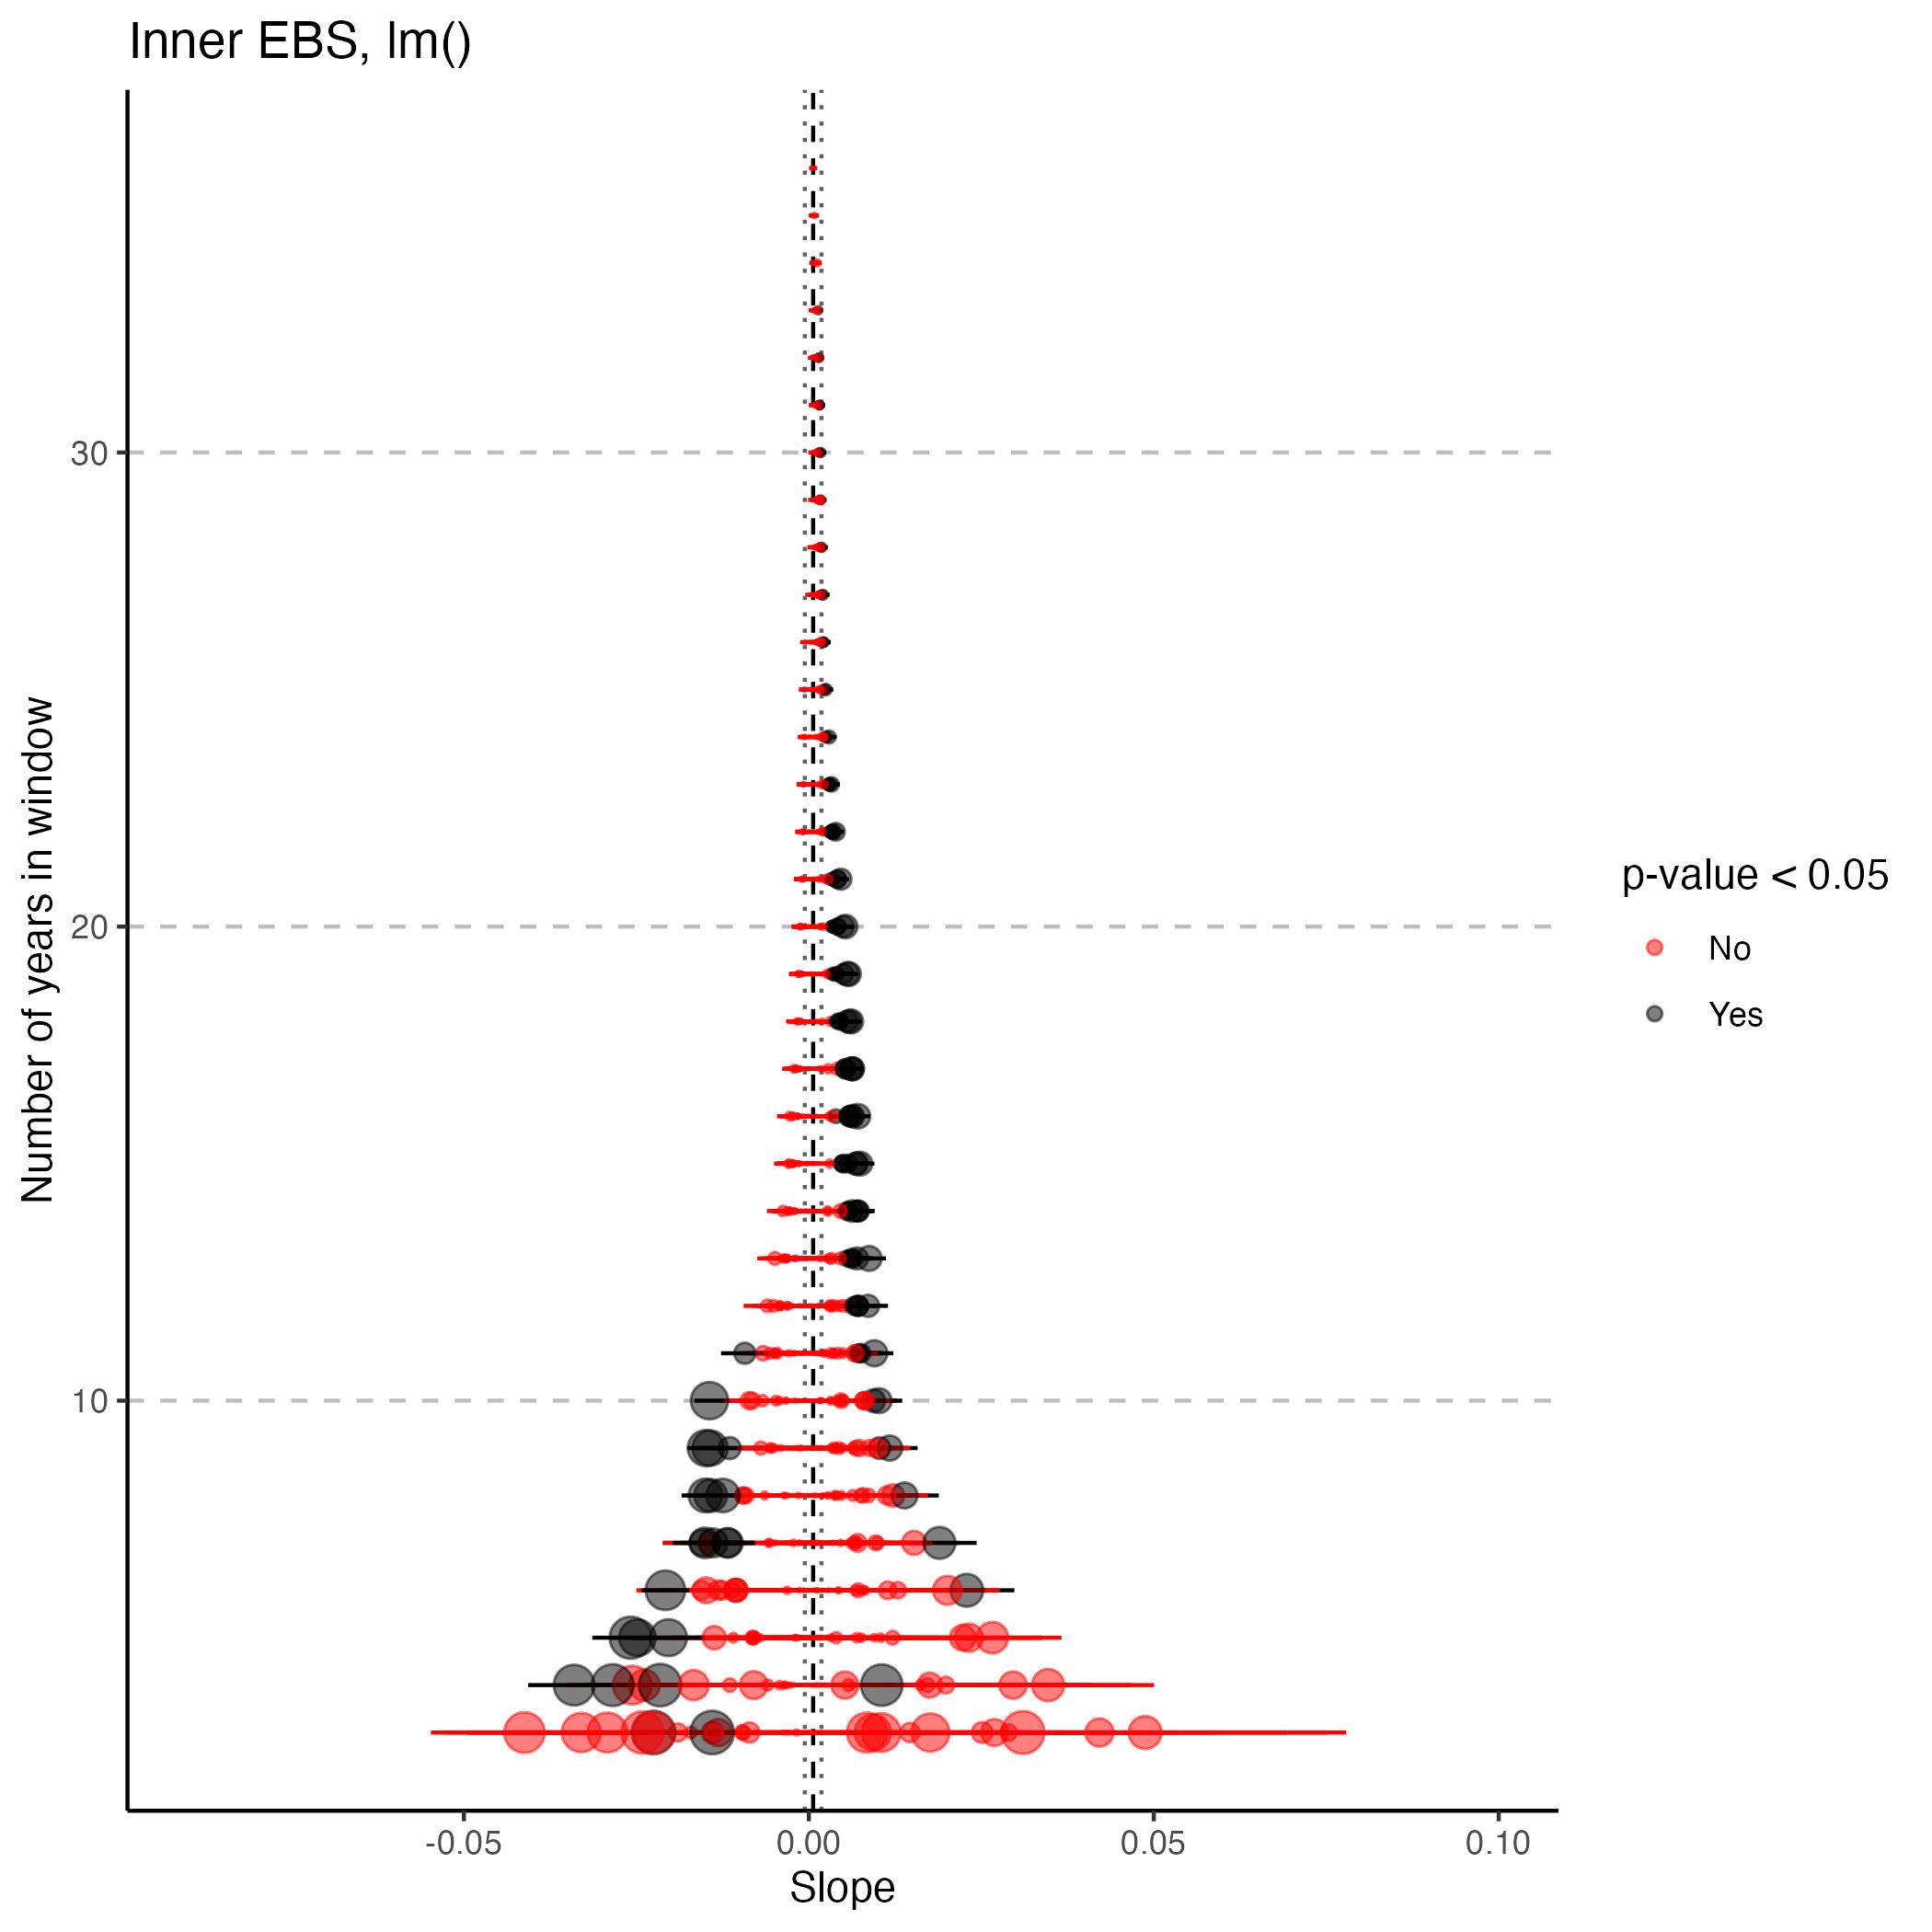 Inner EBS, lm()
Number of years in window
30
20
10
-0.05
0.00
0.05
0.10
Slope
p-value < 0.05
No
Yes